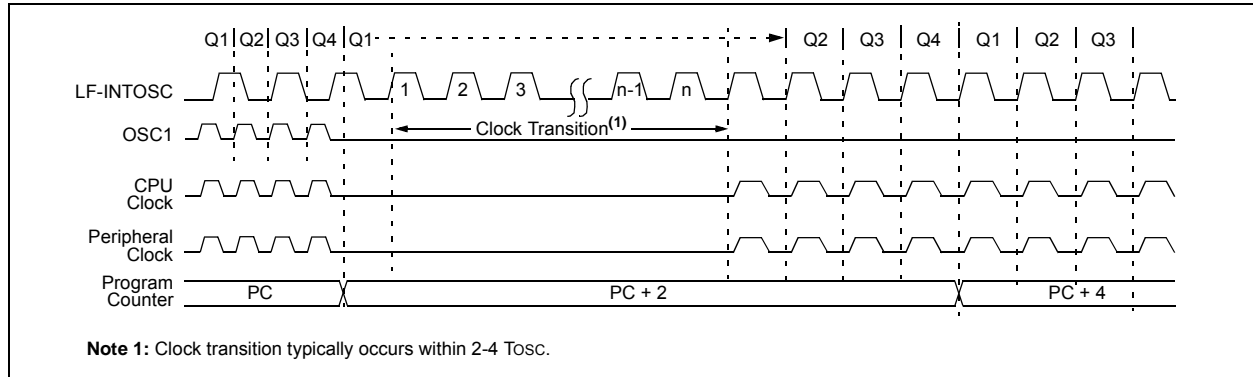 Q1 Q2 Q3 Q4 Q1 Q2 Q3 Q4 Q1 Q2 Q3
LF-INTOSC 1 2 3 n-1 n
OSC1 Clock Transition(1)
CPU
Clock
Peripheral
Clock
Program
Counter
PC PC + 2 PC + 4
Note 1: Clock transition typically occurs within 2-4 TOSC.